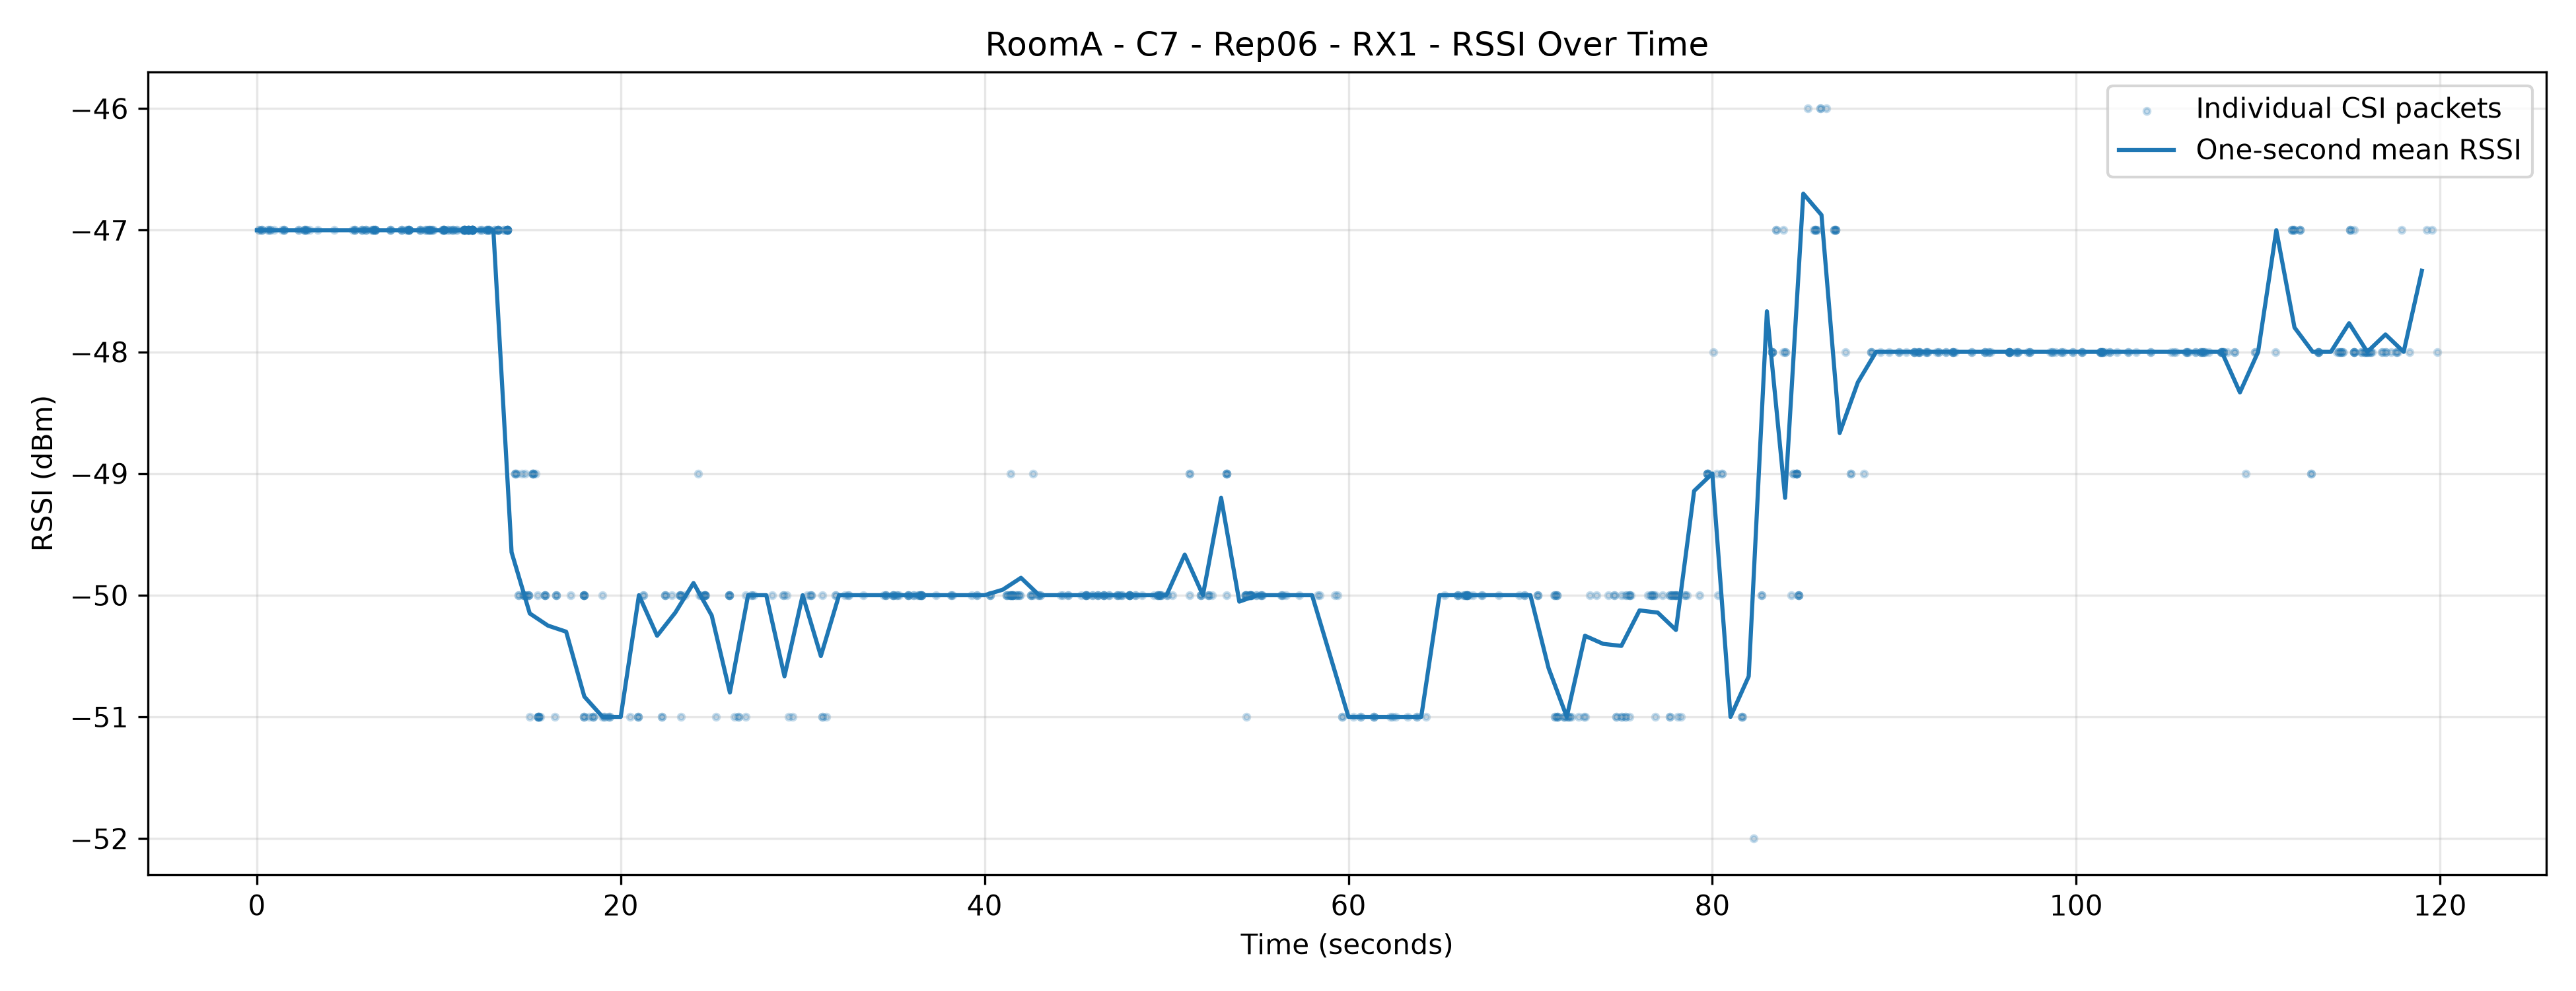 RoomA - C7 - Rep06 - RX1 - RSSI Over Time
Individual CSI packets
One-second mean RSSI
RSSI (dBm)
−46
−47
−48
−49
−50
−51
−52
0 20 40 60 80 100 120
Time (seconds)